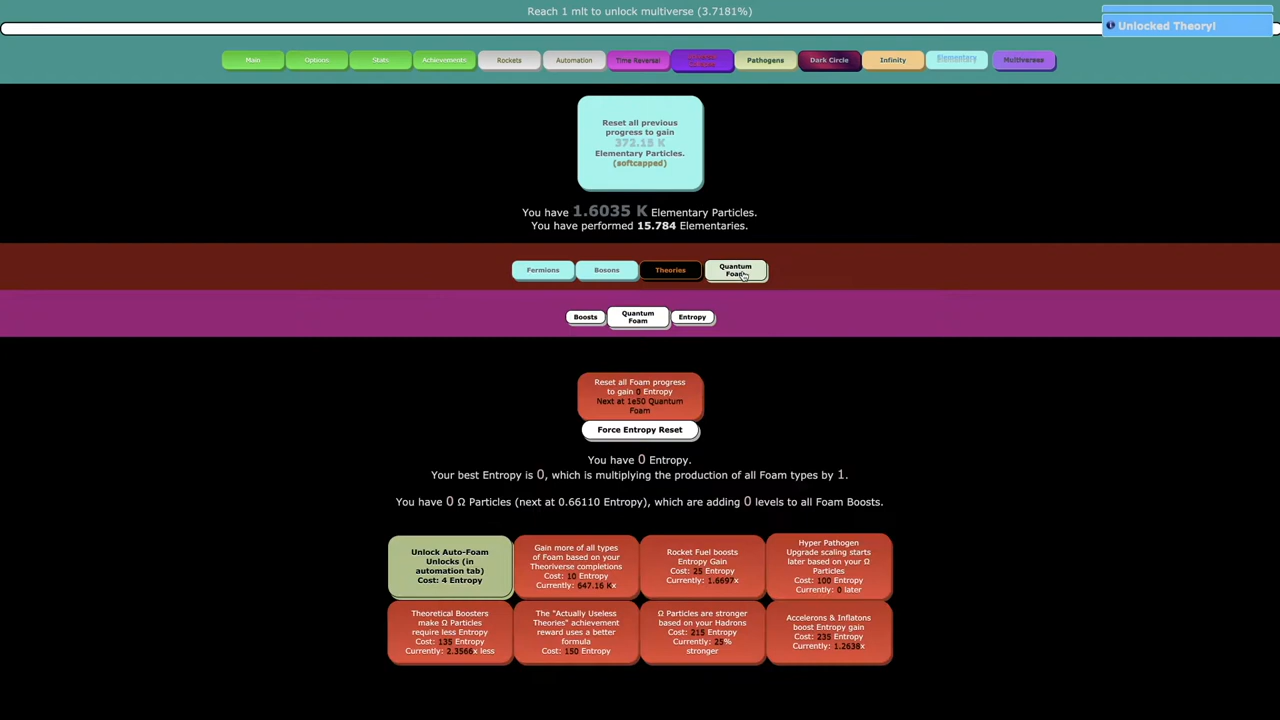 Reach 1 mlt to unlock multiverse (3.7181%)
Unlocked Theory!
Main
Options
Stats
Achievements
Rockets
Automation
Time Reversal
Pathogens
Dark Circle
Infinity
Elementary
Multiverses
Reset all previous
progress to gain
372.15 K
Elementary Particles.
(softcapped)
You have 1.6035 K Elementary Particles.
You have performed 15.784 Elementaries.
Fermions
Bosons
Theories
Quantum
Foam
Boosts
Quantum
Foam
Entropy
Reset all Foam progress
to gain 0 Entropy
Next at 1e50 Quantum
Foam
Force Entropy Reset
You have 0 Entropy.
Your best Entropy is 0, which is multiplying the production of all Foam types by 1.
You have 0 Ω Particles (next at 0.66110 Entropy), which are adding 0 levels to all Foam Boosts.
Unlock Auto-Foam
Unlocks (in
automation tab)
Cost: 4 Entropy
Gain more of all types
of Foam based on your
Theoriverse completions
Cost: 10 Entropy
Currently: 647.16 Kx
Rocket Fuel boosts
Entropy Gain
Cost: 25 Entropy
Currently: 1.6697x
Hyper Pathogen
Upgrade scaling starts
later based on your Ω
Particles
Cost: 100 Entropy
Currently: 0 later
Theoretical Boosters
make Ω Particles
require less Entropy
Cost: 135 Entropy
Currently: 2.3566x less
The "Actually Useless
Theories" achievement
reward uses a better
formula
Cost: 150 Entropy
Ω Particles are stronger
based on your Hadrons
Cost: 215 Entropy
Currently: 25%
stronger
Accelerons & Inflatons
boost Entropy gain
Cost: 235 Entropy
Currently: 1.2638x